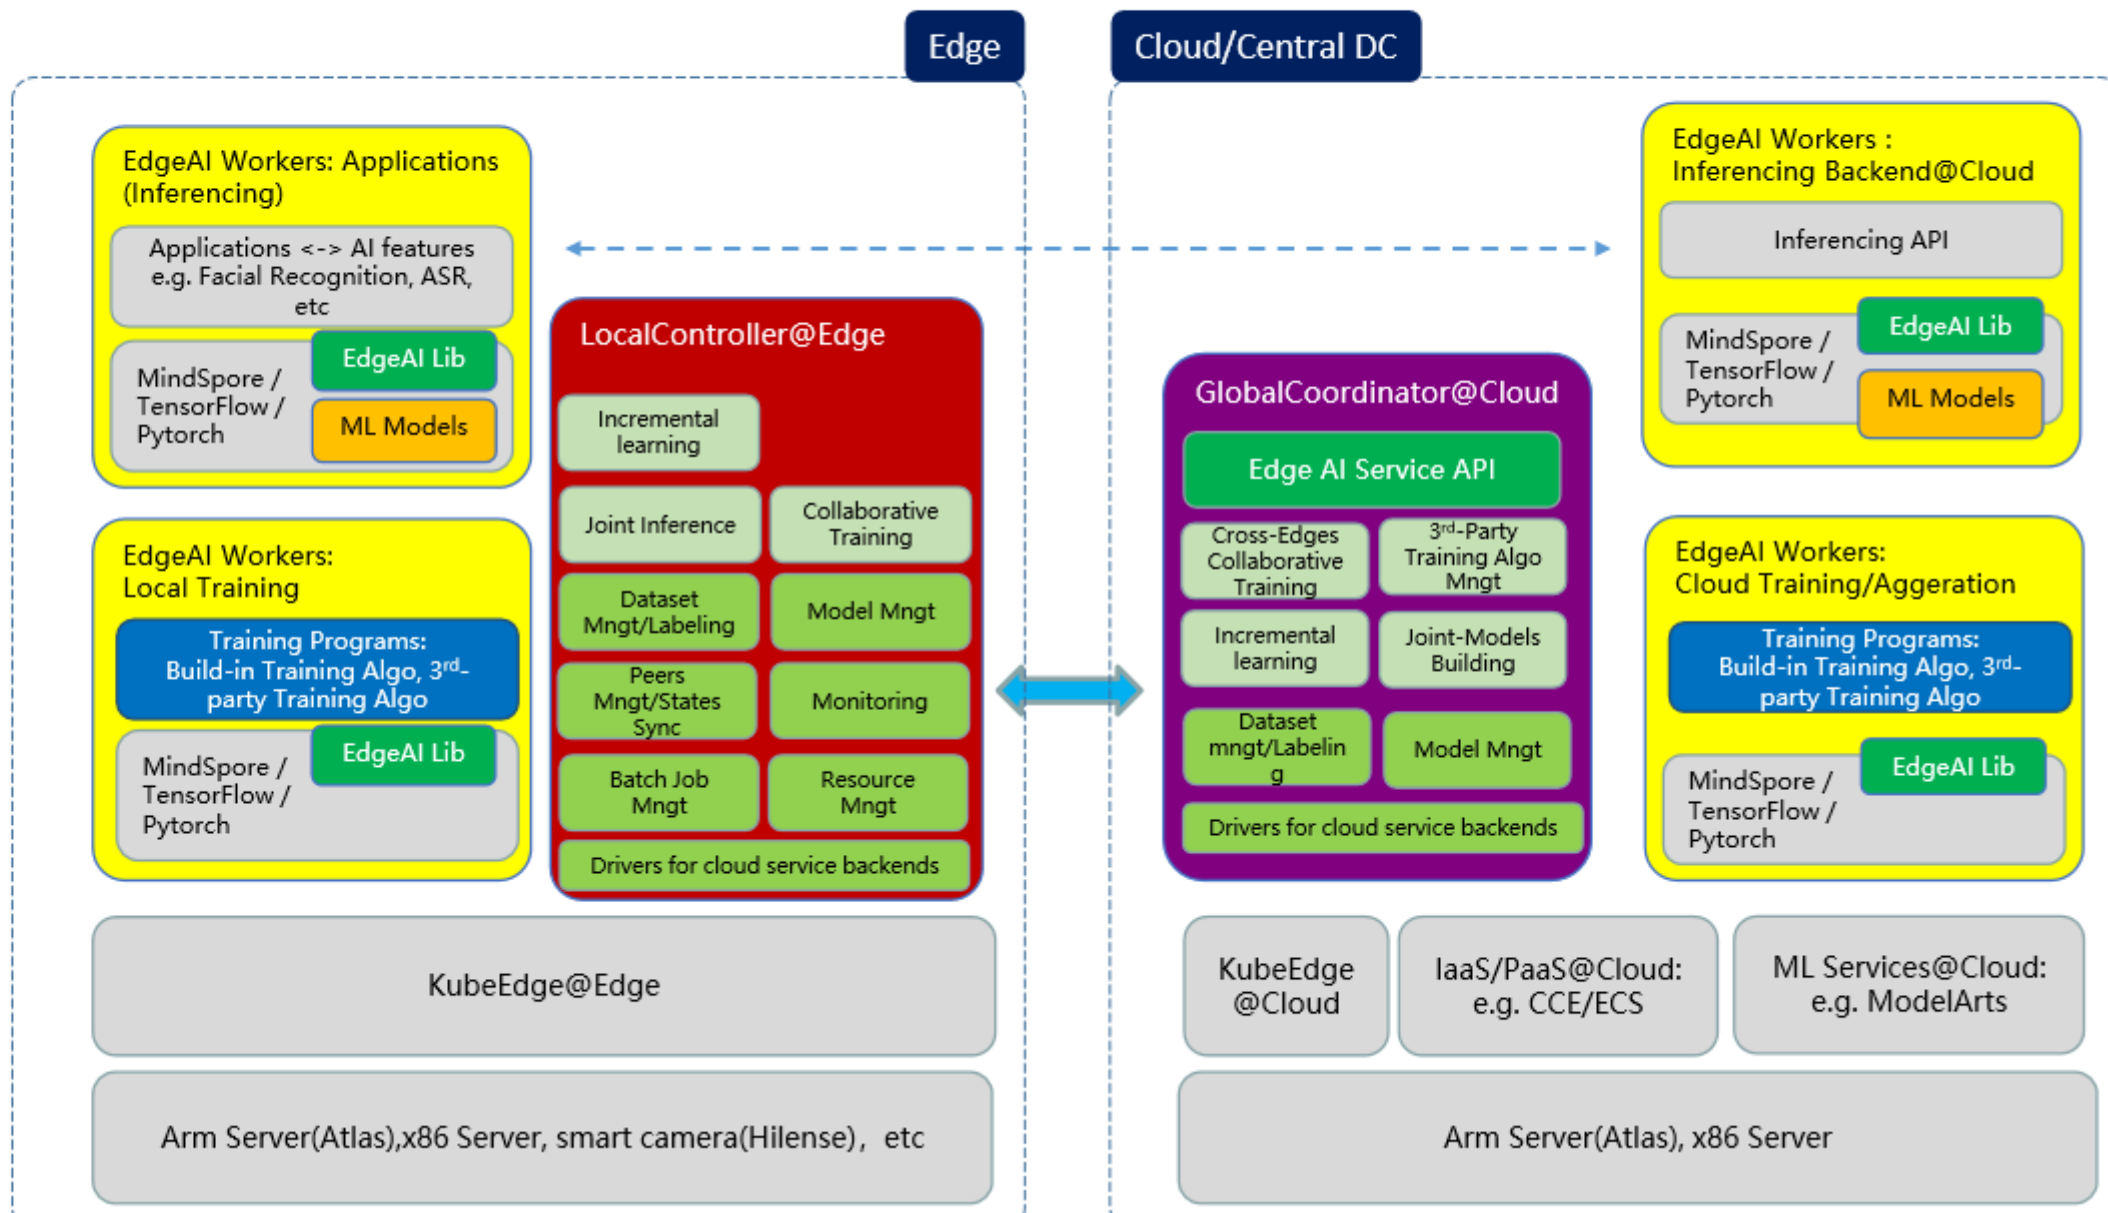 Edge
Cloud/Central DC
EdgeAI Workers: Applications
(Inferencing)
Applications <-> AI features
e.g. Facial Recognition, ASR,
etc
MindSpore /
TensorFlow /
Pytorch
EdgeAI Lib
ML Models
EdgeAI Workers:
Local Training
Training Programs:
Build-in Training Algo, 3rd-
party Training Algo
MindSpore /
TensorFlow /
Pytorch
EdgeAI Lib
LocalController@Edge
Incremental
learning
Joint Inference
Collaborative
Training
Dataset
Mngt/Labeling
Model Mngt
Peers
Mngt/States
Sync
Monitoring
Batch Job
Mngt
Resource
Mngt
Drivers for cloud service backends
KubeEdge@Edge
Arm Server(Atlas),x86 Server, smart camera(Hilense), etc
GlobalCoordinator@Cloud
Edge AI Service API
Cross-Edges
Collaborative
Training
3rd-Party
Training Algo
Mngt
Incremental
learning
Joint-Models
Building
Dataset
mngt/Labelin
g
Model Mngt
Drivers for cloud service backends
EdgeAI Workers :
Inferencing Backend@Cloud
Inferencing API
MindSpore /
TensorFlow /
Pytorch
EdgeAI Lib
ML Models
EdgeAI Workers:
Cloud Training/Aggeration
Training Programs:
Build-in Training Algo, 3rd-
party Training Algo
MindSpore /
TensorFlow /
Pytorch
EdgeAI Lib
KubeEdge
@Cloud
IaaS/PaaS@Cloud:
e.g. CCE/ECS
ML Services@Cloud:
e.g. ModelArts
Arm Server(Atlas), x86 Server